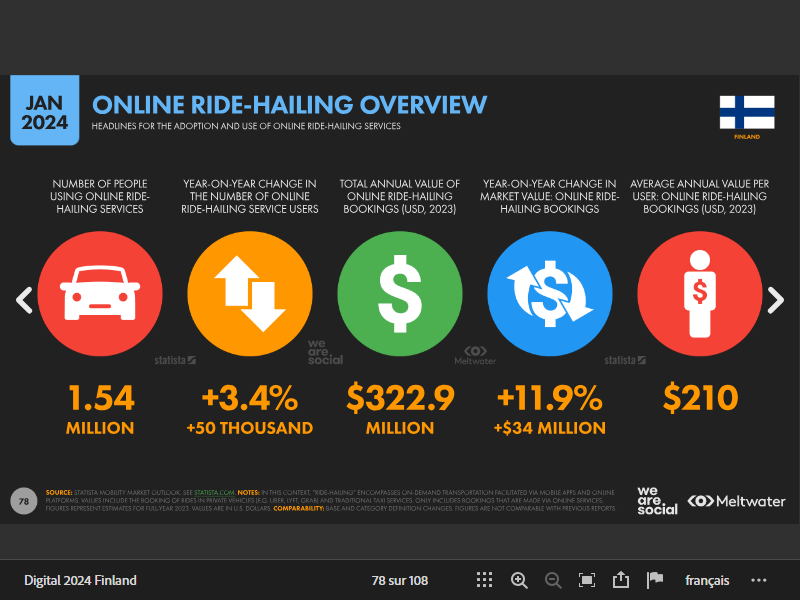 JAN
2024
ONLINE RIDE-HAILING OVERVIEW
HEADLINES FOR THE ADOPTION AND USE OF ONLINE RIDE-HAILING SERVICES
FINLAND
NUMBER OF PEOPLE
USING ONLINE RIDE-
HAILING SERVICES
YEAR-ON-YEAR CHANGE IN
THE NUMBER OF ONLINE
RIDE-HAILING SERVICE USERS
TOTAL ANNUAL VALUE OF
ONLINE RIDE-HAILING
BOOKINGS (USD, 2023)
YEAR-ON-YEAR CHANGE IN
MARKET VALUE: ONLINE RIDE-
HAILING BOOKINGS
AVERAGE ANNUAL VALUE PER
USER: ONLINE RIDE-HAILING
BOOKINGS (USD, 2023)
$
$
$
statista
we
are
social
Meltwater
statista
1.54
MILLION
+3.4%
+50 THOUSAND
$322.9
MILLION
+11.9%
+$34 MILLION
$210
78
SOURCE: STATISTA MOBILITY MARKET OUTLOOK. SEE STATISTA.COM. NOTES: IN THIS CONTEXT, "RIDE-HAILING" ENCOMPASSES ON-DEMAND TRANSPORTATION FACILITATED VIA MOBILE APPS AND ONLINE
PLATFORMS. VALUES INCLUDE THE BOOKING OF RIDES IN PRIVATE VEHICLES (E.G. UBER, LYFT, GRAB) AND TRADITIONAL TAXI SERVICES. ONLY INCLUDES BOOKINGS THAT ARE MADE VIA ONLINE SERVICES.
FIGURES REPRESENT ESTIMATES FOR FULL-YEAR 2023. VALUES ARE IN U.S. DOLLARS. COMPARABILITY: BASE AND CATEGORY DEFINITION CHANGES. FIGURES ARE NOT COMPARABLE WITH PREVIOUS REPORTS.
we
are
social
Meltwater
Digital 2024 Finland
78 sur 108
français